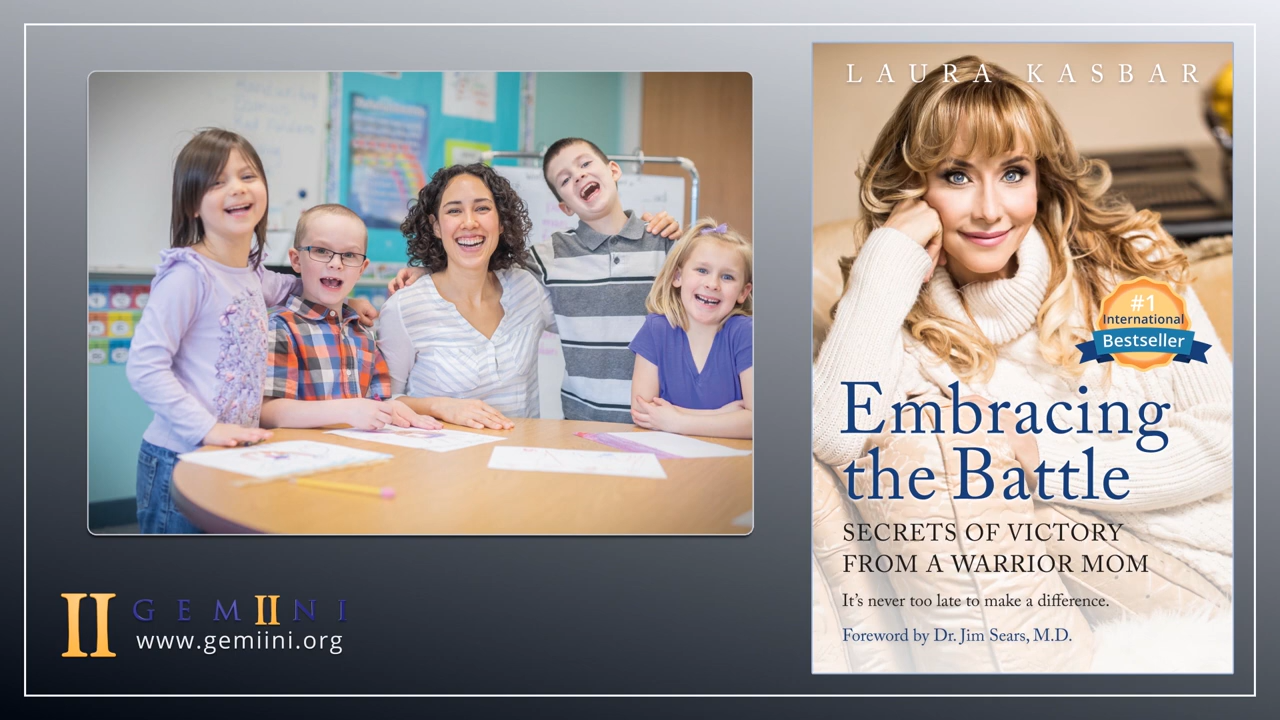 LAURA KASBAR
#1
International
Bestseller
Embracing
the Battle
SECRETS OF VICTORY
FROM A WARRIOR MOM
It's never too late to make a difference.
Foreword by Dr. Jim Sears, M.D.
II GEMIINI
www.gemiini.org